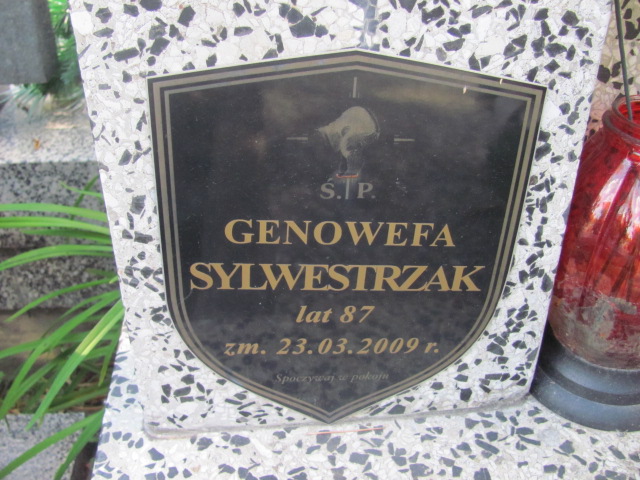 Ś.P.
GENOWEFA
SYLWESTRZAK
lat 87
zm. 23.03.2009 r.
Spoczywaj w pokoju